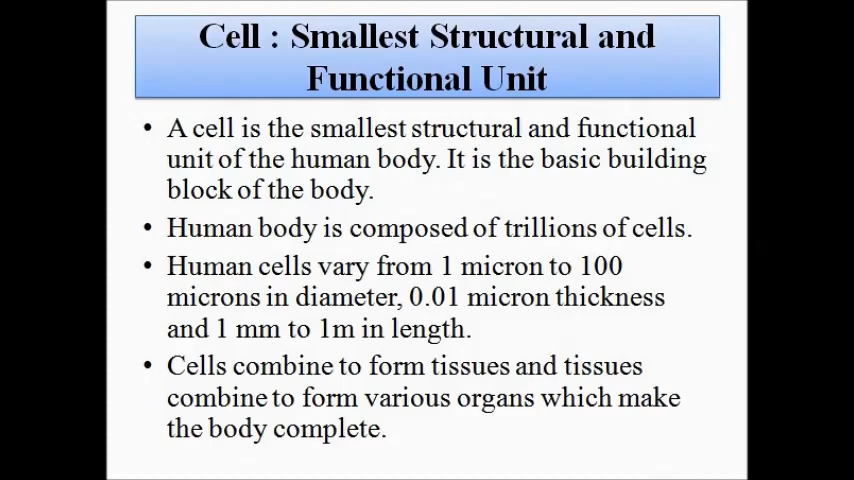 Cell : Smallest Structural and
Functional Unit
• A cell is the smallest structural and functional
unit of the human body. It is the basic building
block of the body.
• Human body is composed of trillions of cells.
• Human cells vary from 1 micron to 100
microns in diameter, 0.01 micron thickness
and 1 mm to 1m in length.
• Cells combine to form tissues and tissues
combine to form various organs which make
the body complete.